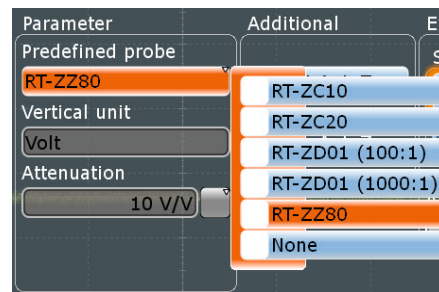 Parameter
Additional
Predefined probe
RT-ZZ80
RT-ZC10
Vertical unit
RT-ZC20
Volt
RT-ZD01 (100:1)
Attenuation
RT-ZD01 (1000:1)
10 V/V
RT-ZZ80
None